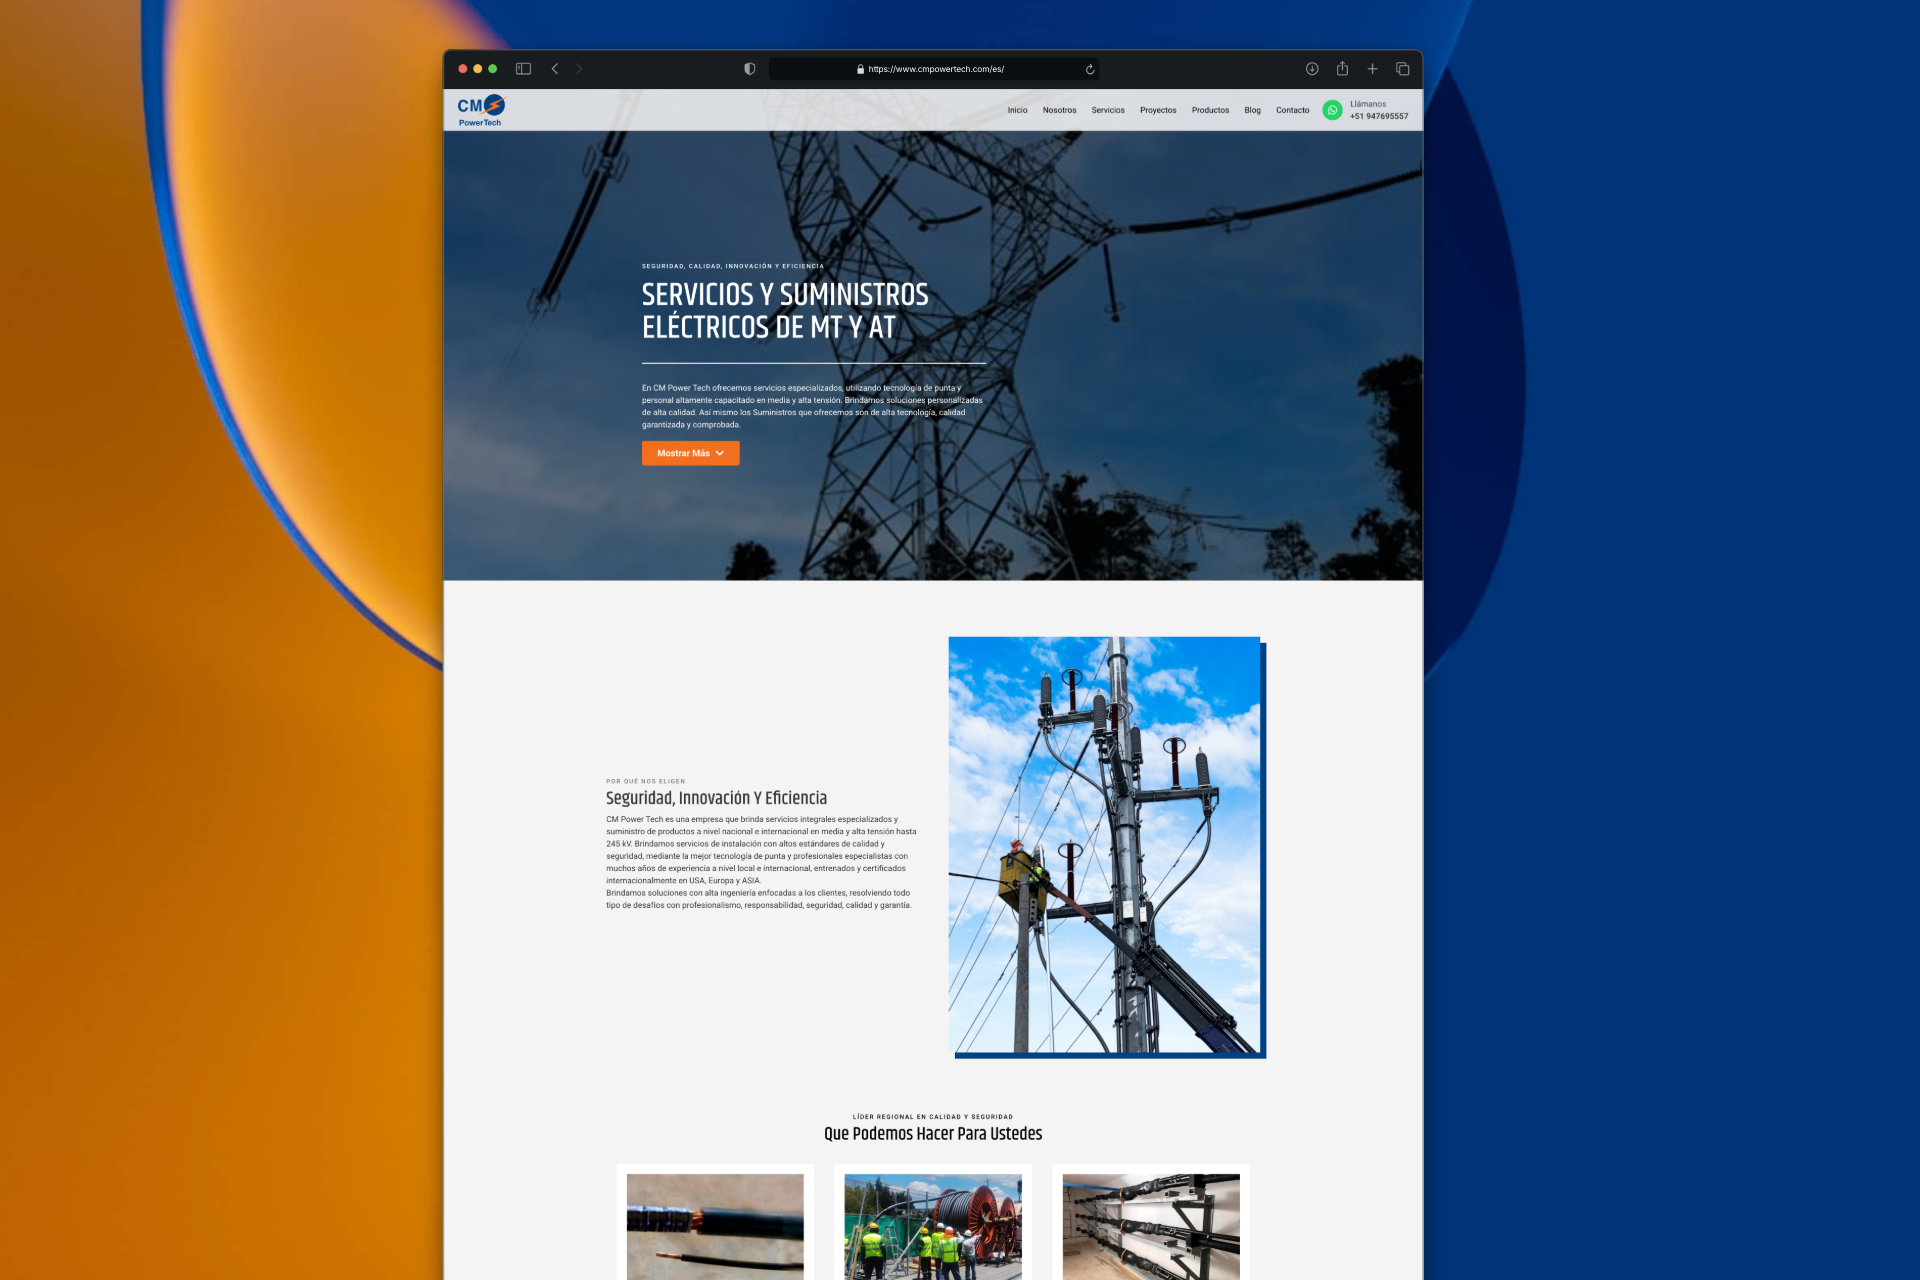 https://www.cmpowertech.com/es/
CM
PowerTech
Inicio Nosotros Servicios Proyectos Productos Blog Contacto
Llámanos
+51 947695557
SEGURIDAD, CALIDAD, INNOVACIÓN Y EFICIENCIA
SERVICIOS Y SUMINISTROS
ELÉCTRICOS DE MT Y AT
En CM Power Tech ofrecemos servicios especializados, utilizando tecnología de punta y
personal altamente capacitado en media y alta tensión. Brindamos soluciones personalizadas
de alta calidad. Así mismo los Suministros que ofrecemos son de alta tecnología, calidad
garantizada y comprobada.
Mostrar Más
POR QUÉ NOS ELIGEN
Seguridad, Innovación Y Eficiencia
CM Power Tech es una empresa que brinda servicios integrales especializados y
suministro de productos a nivel nacional e internacional en media y alta tensión hasta
245 kV. Brindamos servicios de instalación con altos estándares de calidad y
seguridad, mediante la mejor tecnología de punta y profesionales especialistas con
muchos años de experiencia a nivel local e internacional, entrenados y certificados
internacionalmente en USA, Europa y ASIA.
Brindamos soluciones con alta ingeniería enfocadas a los clientes, resolviendo todo
tipo de desafíos con profesionalismo, responsabilidad, seguridad, calidad y garantía.
LÍDER REGIONAL EN CALIDAD Y SEGURIDAD
Que Podemos Hacer Para Ustedes